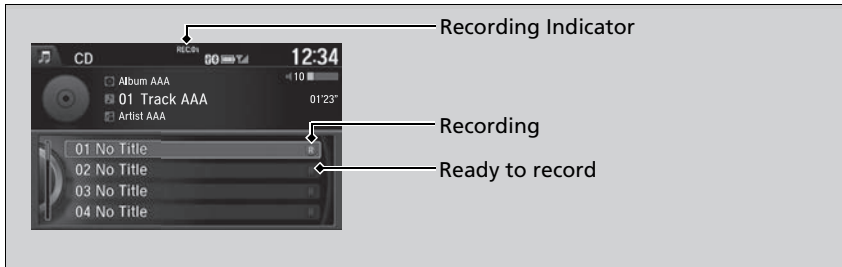 Recording Indicator
CD REC01 12:34
Album AAA 10
01 Track AAA 01'23"
Artist AAA
Recording
01 No Title R
Ready to record
02 No Title
03 No Title
04 No Title